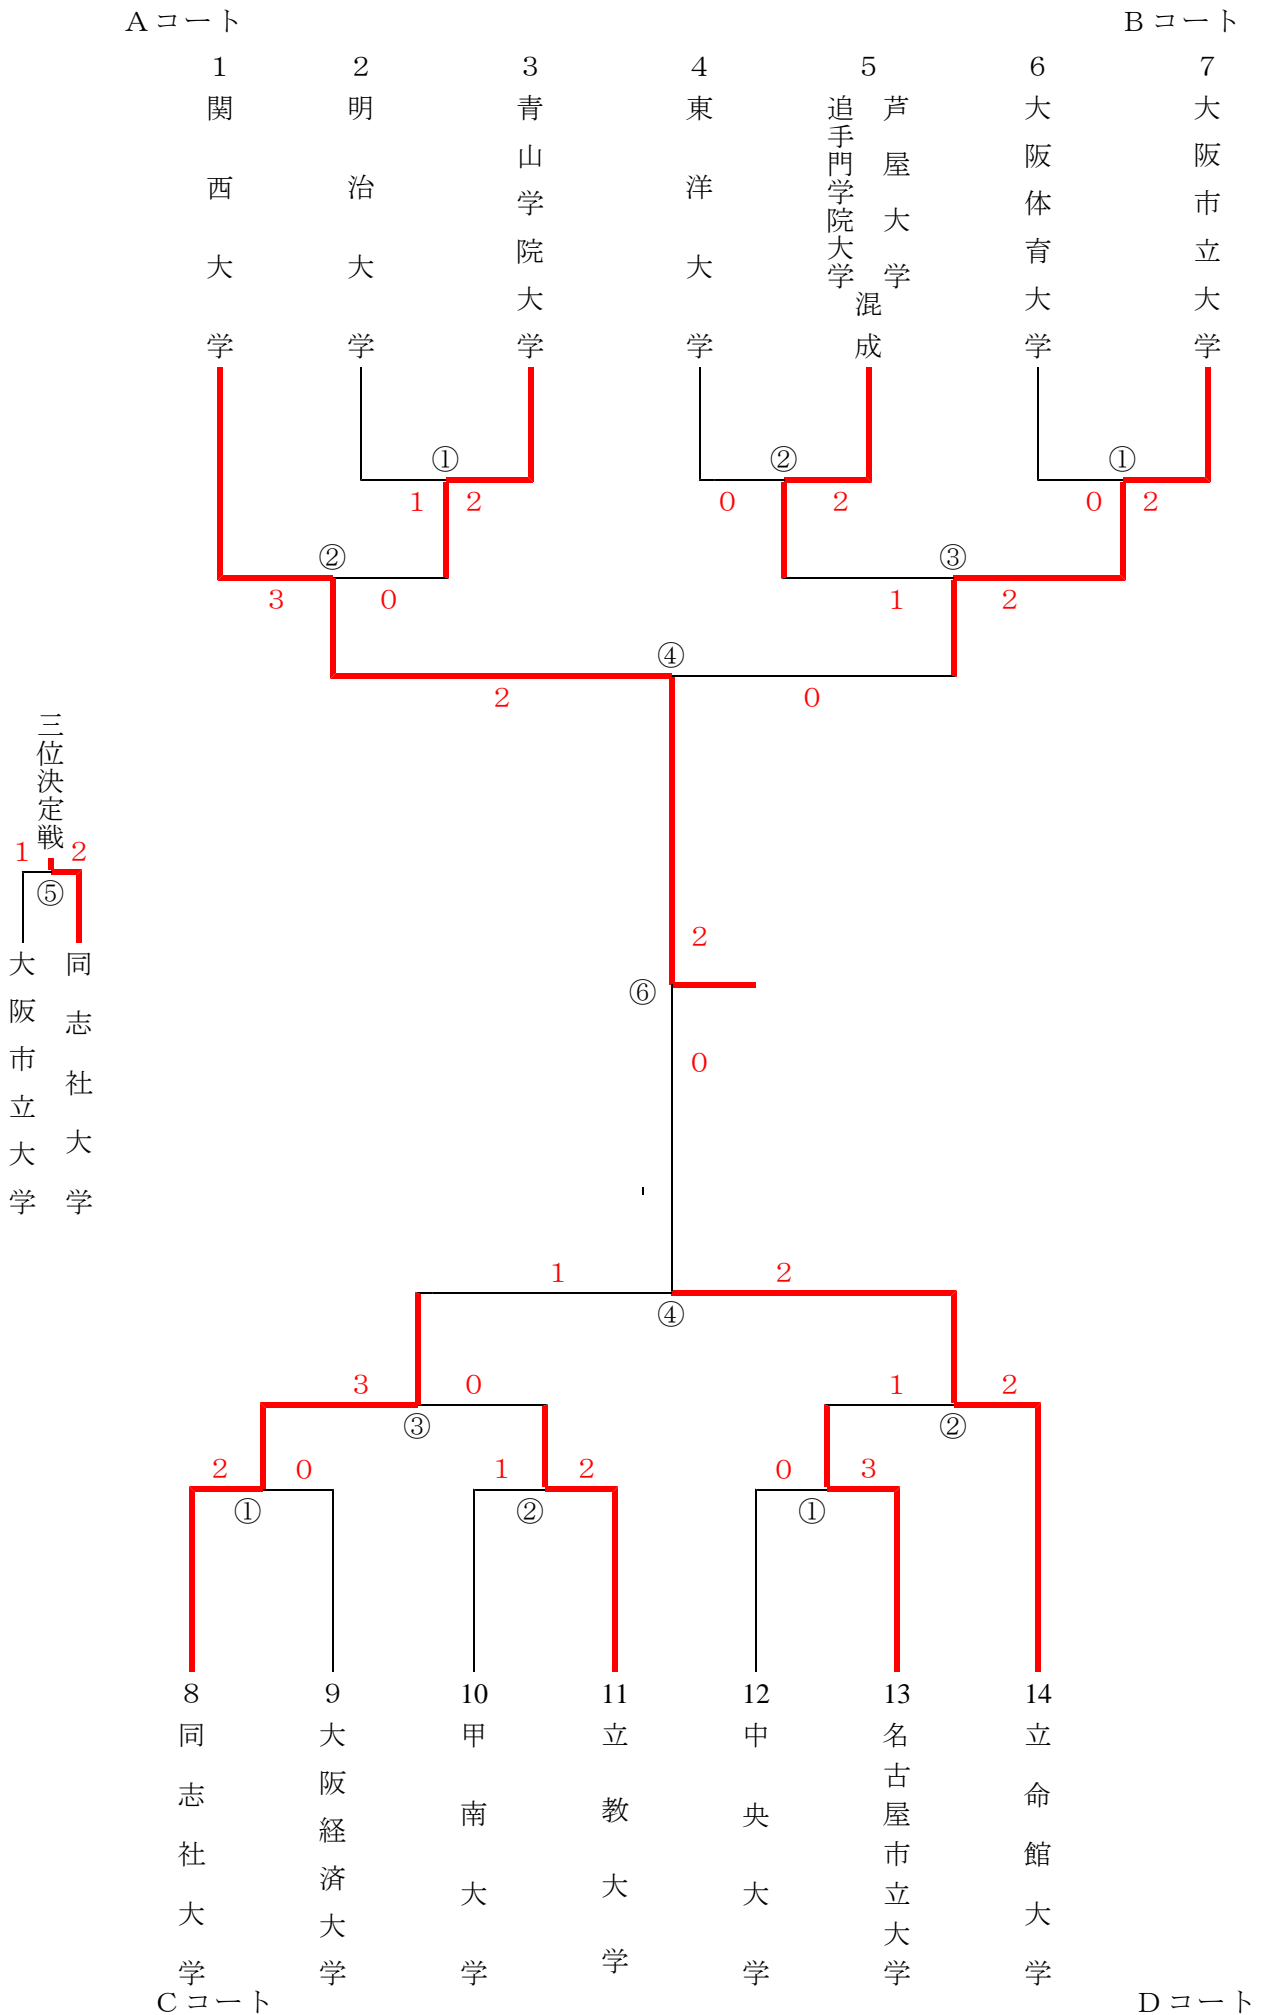 Aコート
Bコート
1 2 3 4 5 6 7
関西大学
明治大学
青山学院大学
東洋大学
芦屋大学
追手門学院大学
混成
大阪体育大学
大阪市立大学
① ② ①
1 2 0 2 0 2
② ③
3 0 1 2
④
2 0
三位決定戦
1 2
⑤
大阪市立大学
同志社大学
2
⑥
0
1 2
④
3 0 1 2
③ ②
2 0 1 2 0 3
① ② ①
8 9 10 11 12 13 14
同志社大学
大阪経済大学
甲南大学
立教大学
中央大学
名古屋市立大学
立命館大学
Cコート
Dコート